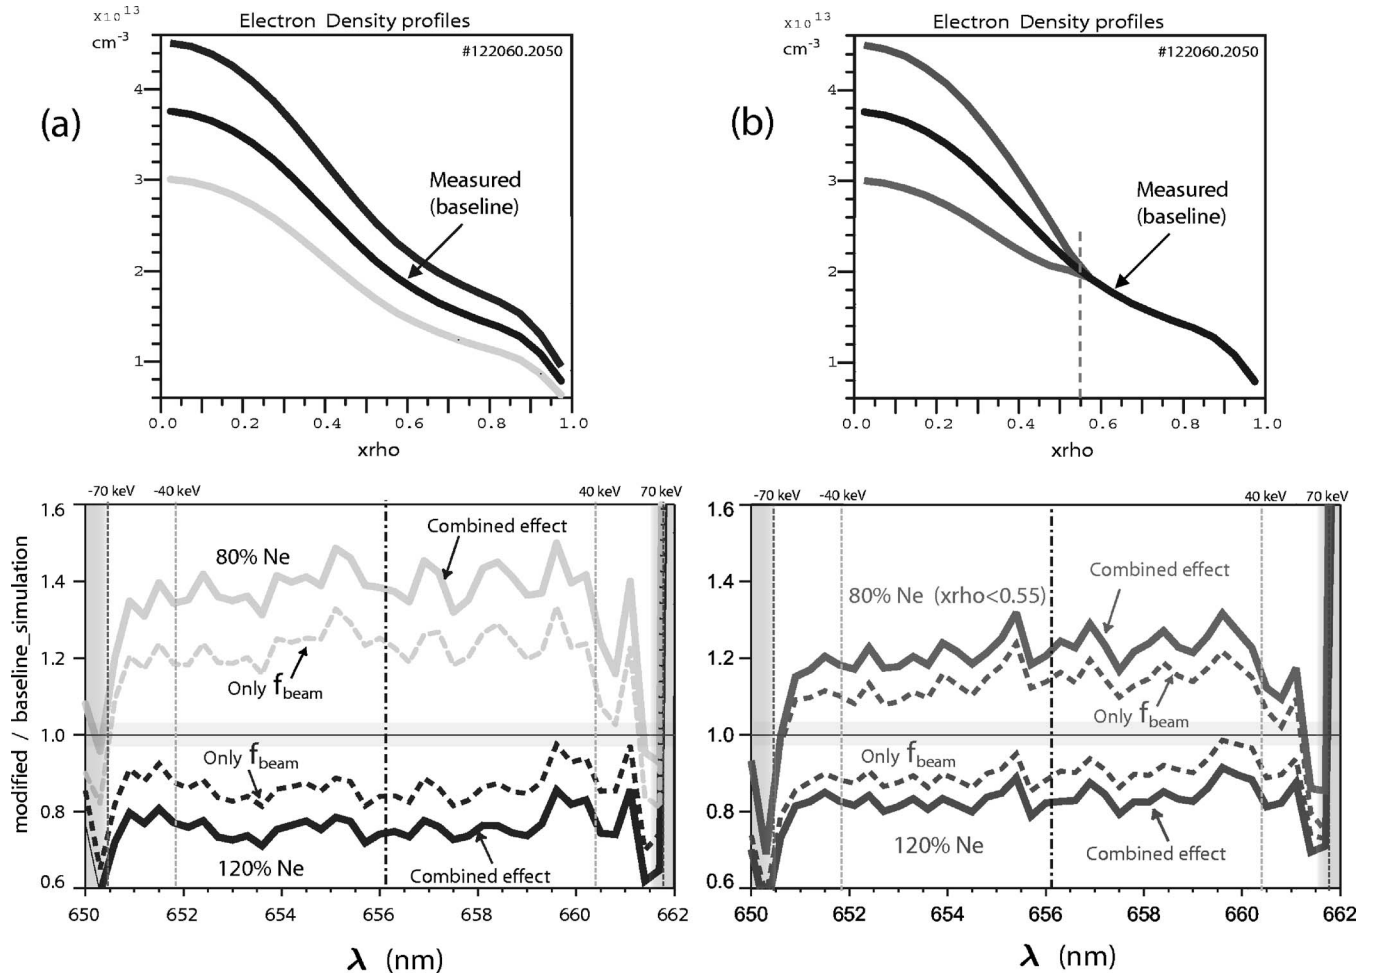 x10^13 Electron Density profiles
cm^-3
#122060.2050
(a)
4
3
2
1
Measured
(baseline)
0.0 0.2 0.4 0.6 0.8 1.0
xrho
x10^13 Electron Density profiles
cm^-3
#122060.2050
(b)
4
3
2
1
Measured
(baseline)
0.0 0.2 0.4 0.6 0.8 1.0
xrho
-70 keV -40 keV 40 keV 70 keV
1.6
1.4
1.2
1.0
0.8
0.6
modified / baseline_simulation
80% Ne
Combined effect
Only f_beam
Only f_beam
120% Ne
Combined effect
650 652 654 656 658 660 662
λ (nm)
-70 keV -40 keV 40 keV 70 keV
1.6
1.4
1.2
1.0
0.8
0.6
Combined effect
80% Ne (xrho<0.55)
Only f_beam
Only f_beam
120% Ne
Combined effect
650 652 654 656 658 660 662
λ (nm)